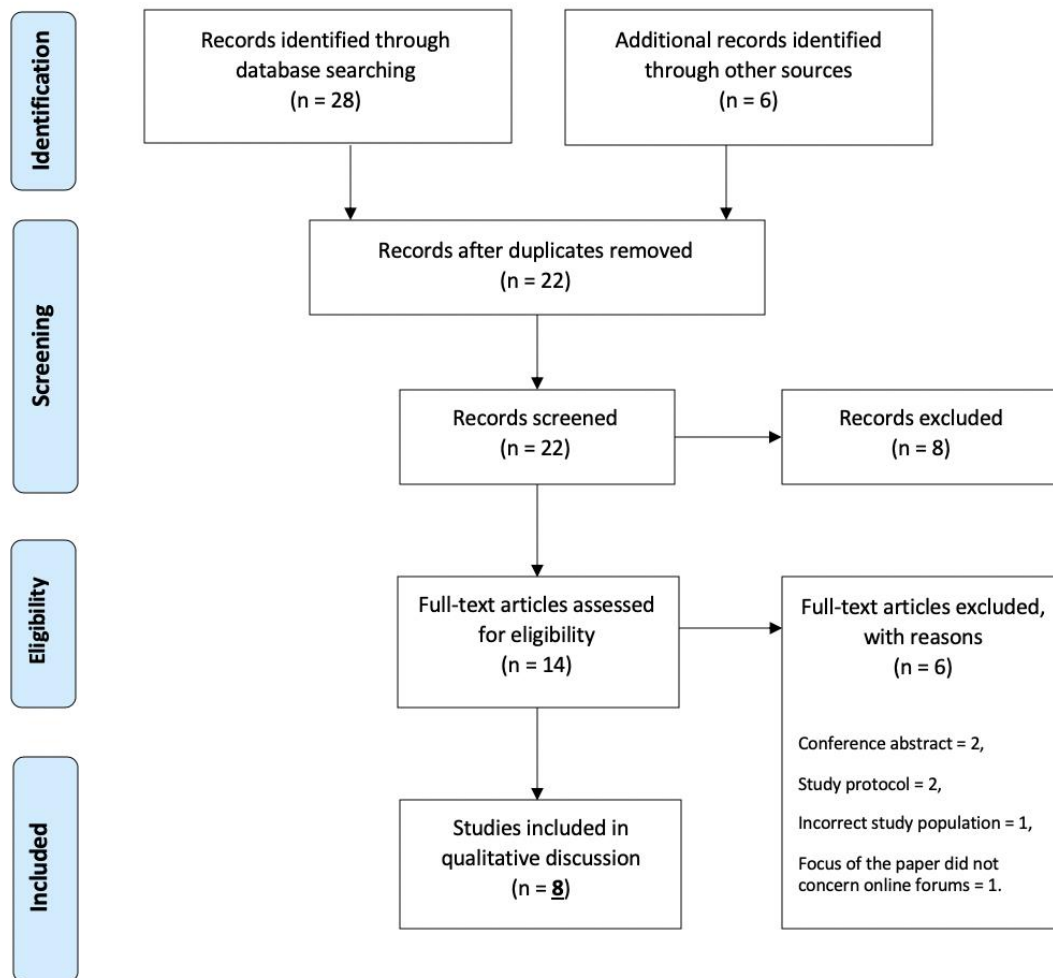 Identification
Records identified through
database searching
(n = 28)
Additional records identified
through other sources
(n = 6)
Screening
Records after duplicates removed
(n = 22)
Records screened
(n = 22)
Records excluded
(n = 8)
Eligibility
Full-text articles assessed
for eligibility
(n = 14)
Full-text articles excluded,
with reasons
(n = 6)
Conference abstract = 2,
Study protocol = 2,
Incorrect study population = 1,
Focus of the paper did not
concern online forums = 1.
Included
Studies included in
qualitative discussion
(n = 8)